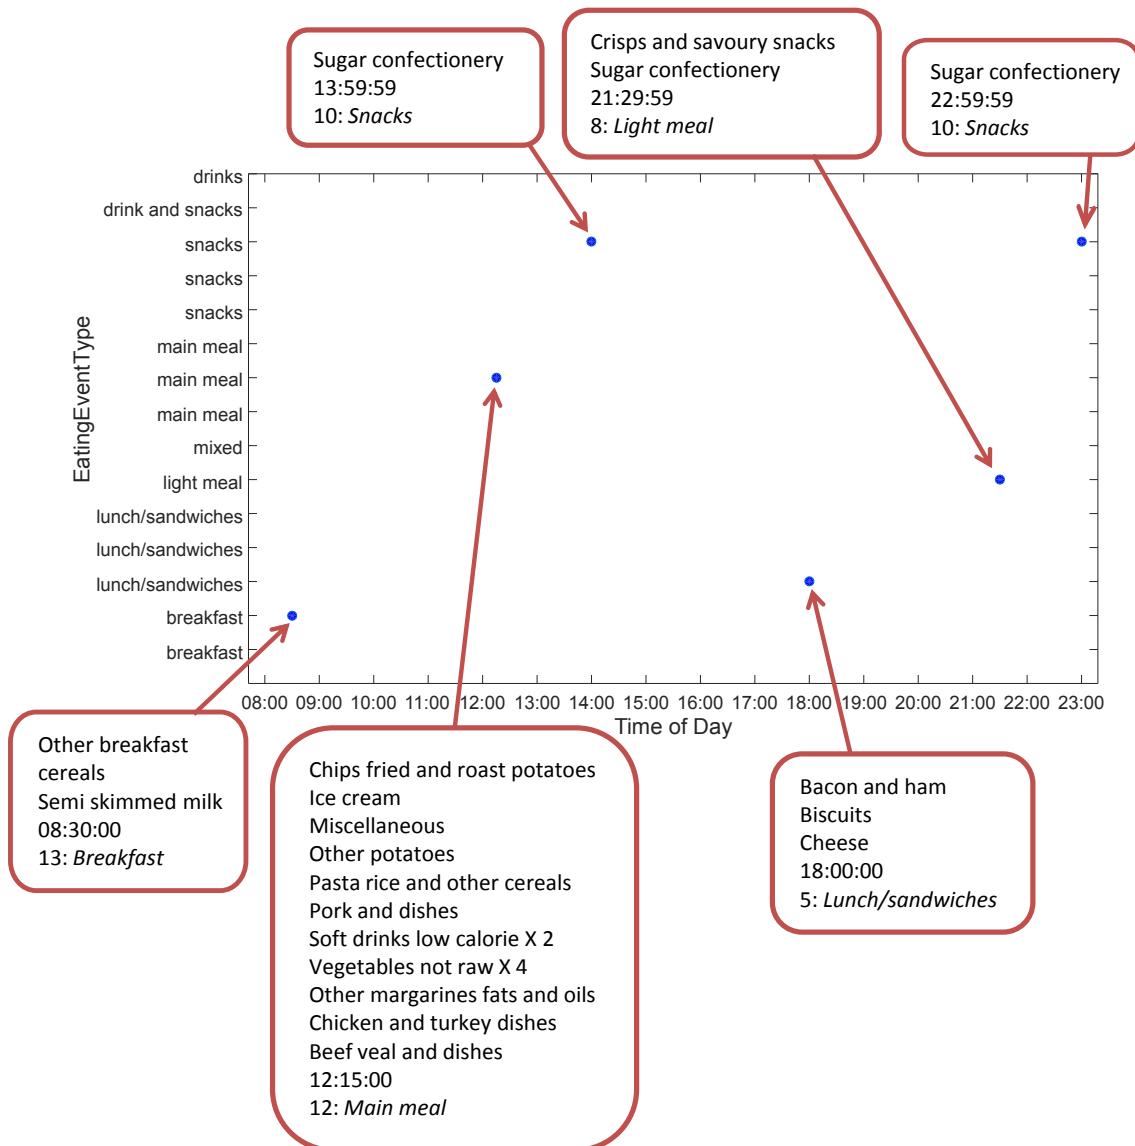 Sugar confectionery
13:59:59
10: Snacks
Crisps and savoury snacks
Sugar confectionery
21:29:59
8: Light meal
Sugar confectionery
22:59:59
10: Snacks
EatingEventType
drinks
drink and snacks
snacks
snacks
snacks
main meal
main meal
main meal
mixed
light meal
lunch/sandwiches
lunch/sandwiches
lunch/sandwiches
breakfast
breakfast
08:00 09:00 10:00 11:00 12:00 13:00 14:00 15:00 16:00 17:00 18:00 19:00 20:00 21:00 22:00 23:00
Time of Day
Other breakfast
cereals
Semi skimmed milk
08:30:00
13: Breakfast
Chips fried and roast potatoes
Ice cream
Miscellaneous
Other potatoes
Pasta rice and other cereals
Pork and dishes
Soft drinks low calorie X 2
Vegetables not raw X 4
Other margarines fats and oils
Chicken and turkey dishes
Beef veal and dishes
12:15:00
12: Main meal
Bacon and ham
Biscuits
Cheese
18:00:00
5: Lunch/sandwiches